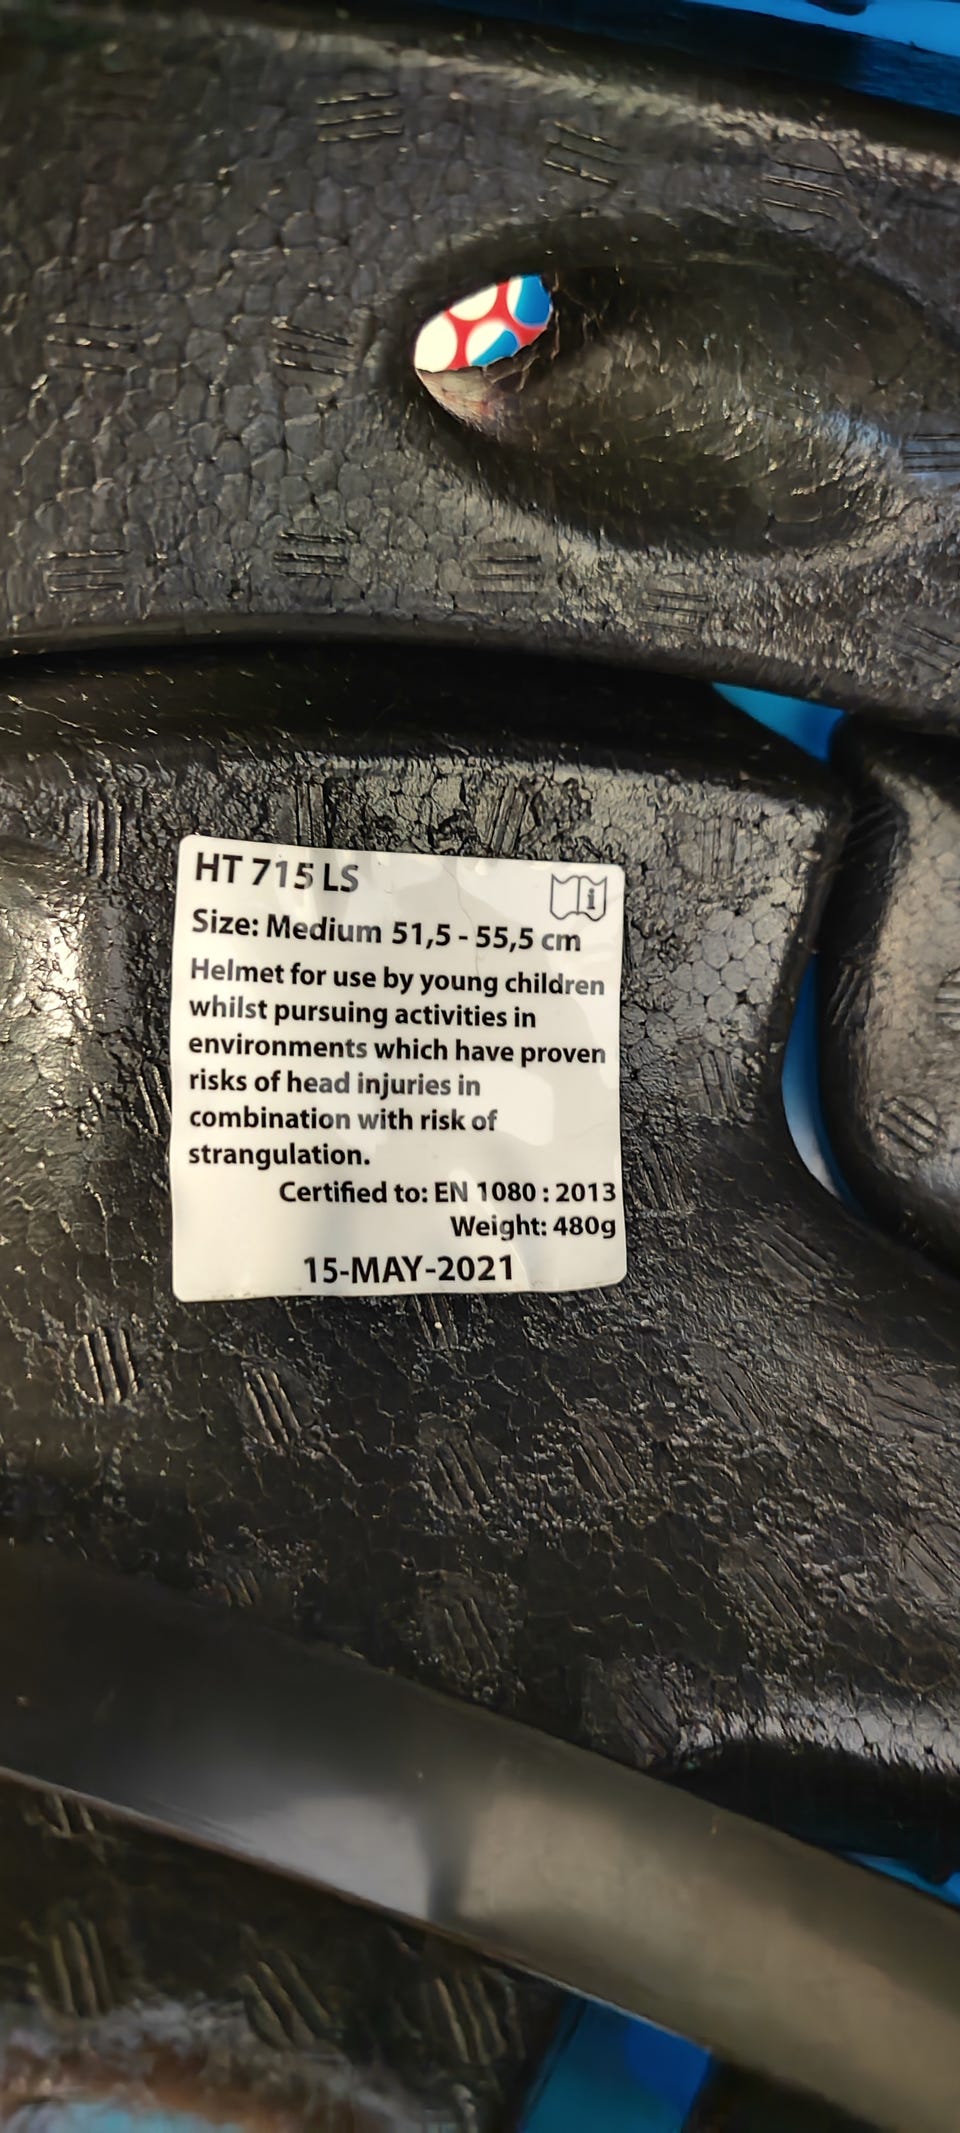 HT 715 LS
Size: Medium 51,5 - 55,5 cm
Helmet for use by young children
whilst pursuing activities in
environments which have proven
risks of head injuries in
combination with risk of
strangulation.
Certified to: EN 1080 : 2013
Weight: 480g
15-MAY-2021